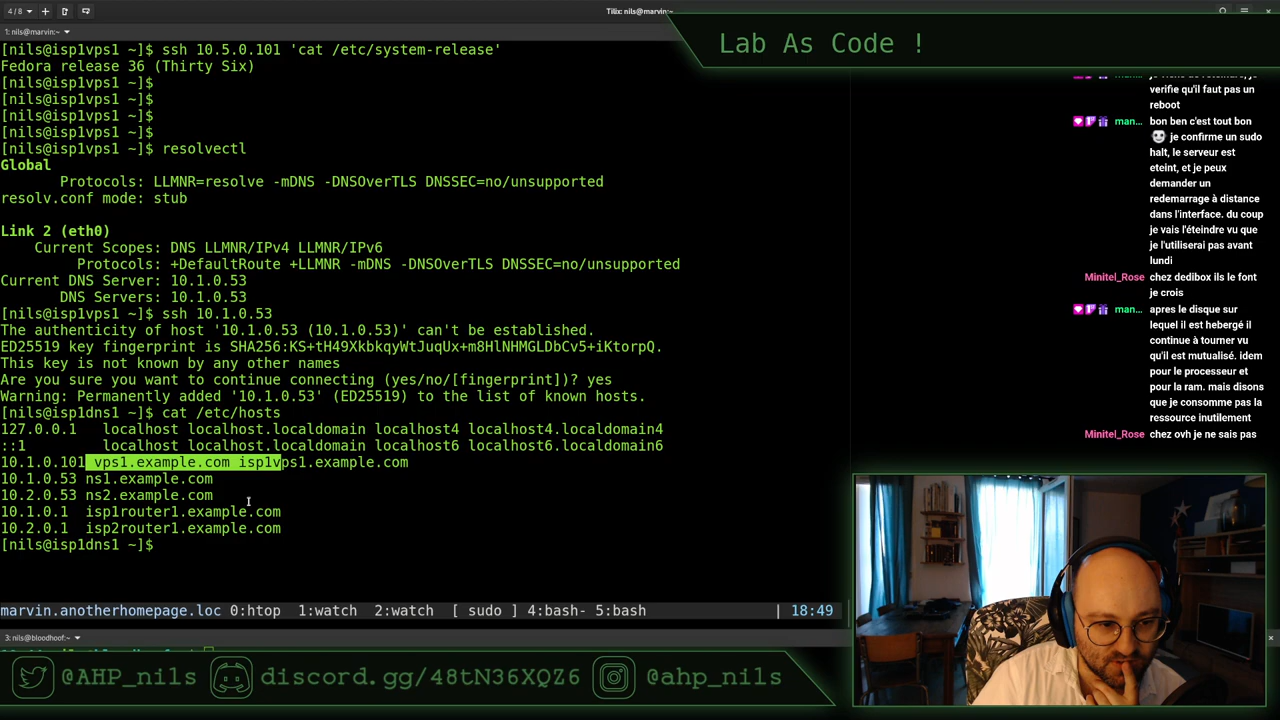 4 / 8
Tilix: nils@marvin:~
1: nils@marvin:~
Lab As Code !
[nils@isp1vps1 ~]$ ssh 10.5.0.101 'cat /etc/system-release'
Fedora release 36 (Thirty Six)
[nils@isp1vps1 ~]$
[nils@isp1vps1 ~]$
[nils@isp1vps1 ~]$
[nils@isp1vps1 ~]$
[nils@isp1vps1 ~]$ resolvectl
Global
Protocols: LLMNR=resolve -mDNS -DNSOverTLS DNSSEC=no/unsupported
resolv.conf mode: stub
Link 2 (eth0)
Current Scopes: DNS LLMNR/IPv4 LLMNR/IPv6
Protocols: +DefaultRoute +LLMNR -mDNS -DNSOverTLS DNSSEC=no/unsupported
Current DNS Server: 10.1.0.53
DNS Servers: 10.1.0.53
[nils@isp1vps1 ~]$ ssh 10.1.0.53
The authenticity of host '10.1.0.53 (10.1.0.53)' can't be established.
ED25519 key fingerprint is SHA256:KS+tH49XkbkqyWtJuqUx+m8HlNHMGLDbCv5+iKtorpQ.
This key is not known by any other names
Are you sure you want to continue connecting (yes/no/[fingerprint])? yes
Warning: Permanently added '10.1.0.53' (ED25519) to the list of known hosts.
[nils@isp1dns1 ~]$ cat /etc/hosts
127.0.0.1   localhost localhost.localdomain localhost4 localhost4.localdomain4
::1         localhost localhost.localdomain localhost6 localhost6.localdomain6
10.1.0.101 vps1.example.com isp1vps1.example.com
10.1.0.53 ns1.example.com
10.2.0.53 ns2.example.com
10.1.0.1  isp1router1.example.com
10.2.0.1  isp2router1.example.com
[nils@isp1dns1 ~]$
marvin.anotherhomepage.loc 0:htop  1:watch  2:watch  [ sudo ] 4:bash- 5:bash | 18:49
3: nils@bloodhoof:~
verifie qu'il faut pas un
reboot
man... bon ben c'est tout bon
je confirme un sudo
halt, le serveur est
eteint, et je peux
demander un
redemarrage à distance
dans l'interface. du coup
je vais l'éteindre vu que
je l'utiliserai pas avant
lundi
Minitel_Rose chez dedibox ils le font
je crois
man... apres le disque sur
lequel il est hebergé il
continue à tourner vu
qu'il est mutualisé. idem
pour le processeur et
pour la ram. mais disons
que je consomme pas la
ressource inutilement
Minitel_Rose chez ovh je ne sais pas
@AHP_nils
discord.gg/48tN36XQZ6
@ahp_nils